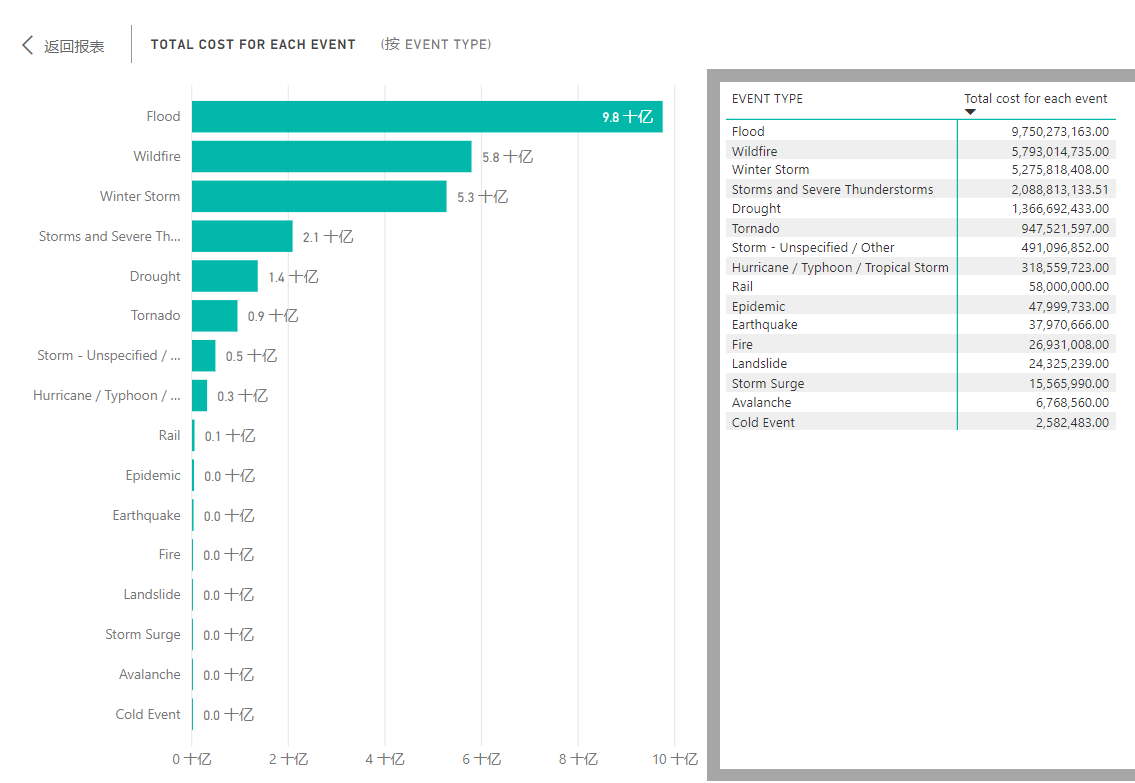 返回报表 TOTAL COST FOR EACH EVENT (按 EVENT TYPE)
Flood 9.8 十亿
Wildfire 5.8 十亿
Winter Storm 5.3 十亿
Storms and Severe Th... 2.1 十亿
Drought 1.4 十亿
Tornado 0.9 十亿
Storm - Unspecified / ... 0.5 十亿
Hurricane / Typhoon / ... 0.3 十亿
Rail 0.1 十亿
Epidemic 0.0 十亿
Earthquake 0.0 十亿
Fire 0.0 十亿
Landslide 0.0 十亿
Storm Surge 0.0 十亿
Avalanche 0.0 十亿
Cold Event 0.0 十亿
0 十亿 2 十亿 4 十亿 6 十亿 8 十亿 10 十亿
EVENT TYPE Total cost for each event
Flood 9,750,273,163.00
Wildfire 5,793,014,735.00
Winter Storm 5,275,818,408.00
Storms and Severe Thunderstorms 2,088,813,133.51
Drought 1,366,692,433.00
Tornado 947,521,597.00
Storm - Unspecified / Other 491,096,852.00
Hurricane / Typhoon / Tropical Storm 318,559,723.00
Rail 58,000,000.00
Epidemic 47,999,733.00
Earthquake 37,970,666.00
Fire 26,931,008.00
Landslide 24,325,239.00
Storm Surge 15,565,990.00
Avalanche 6,768,560.00
Cold Event 2,582,483.00